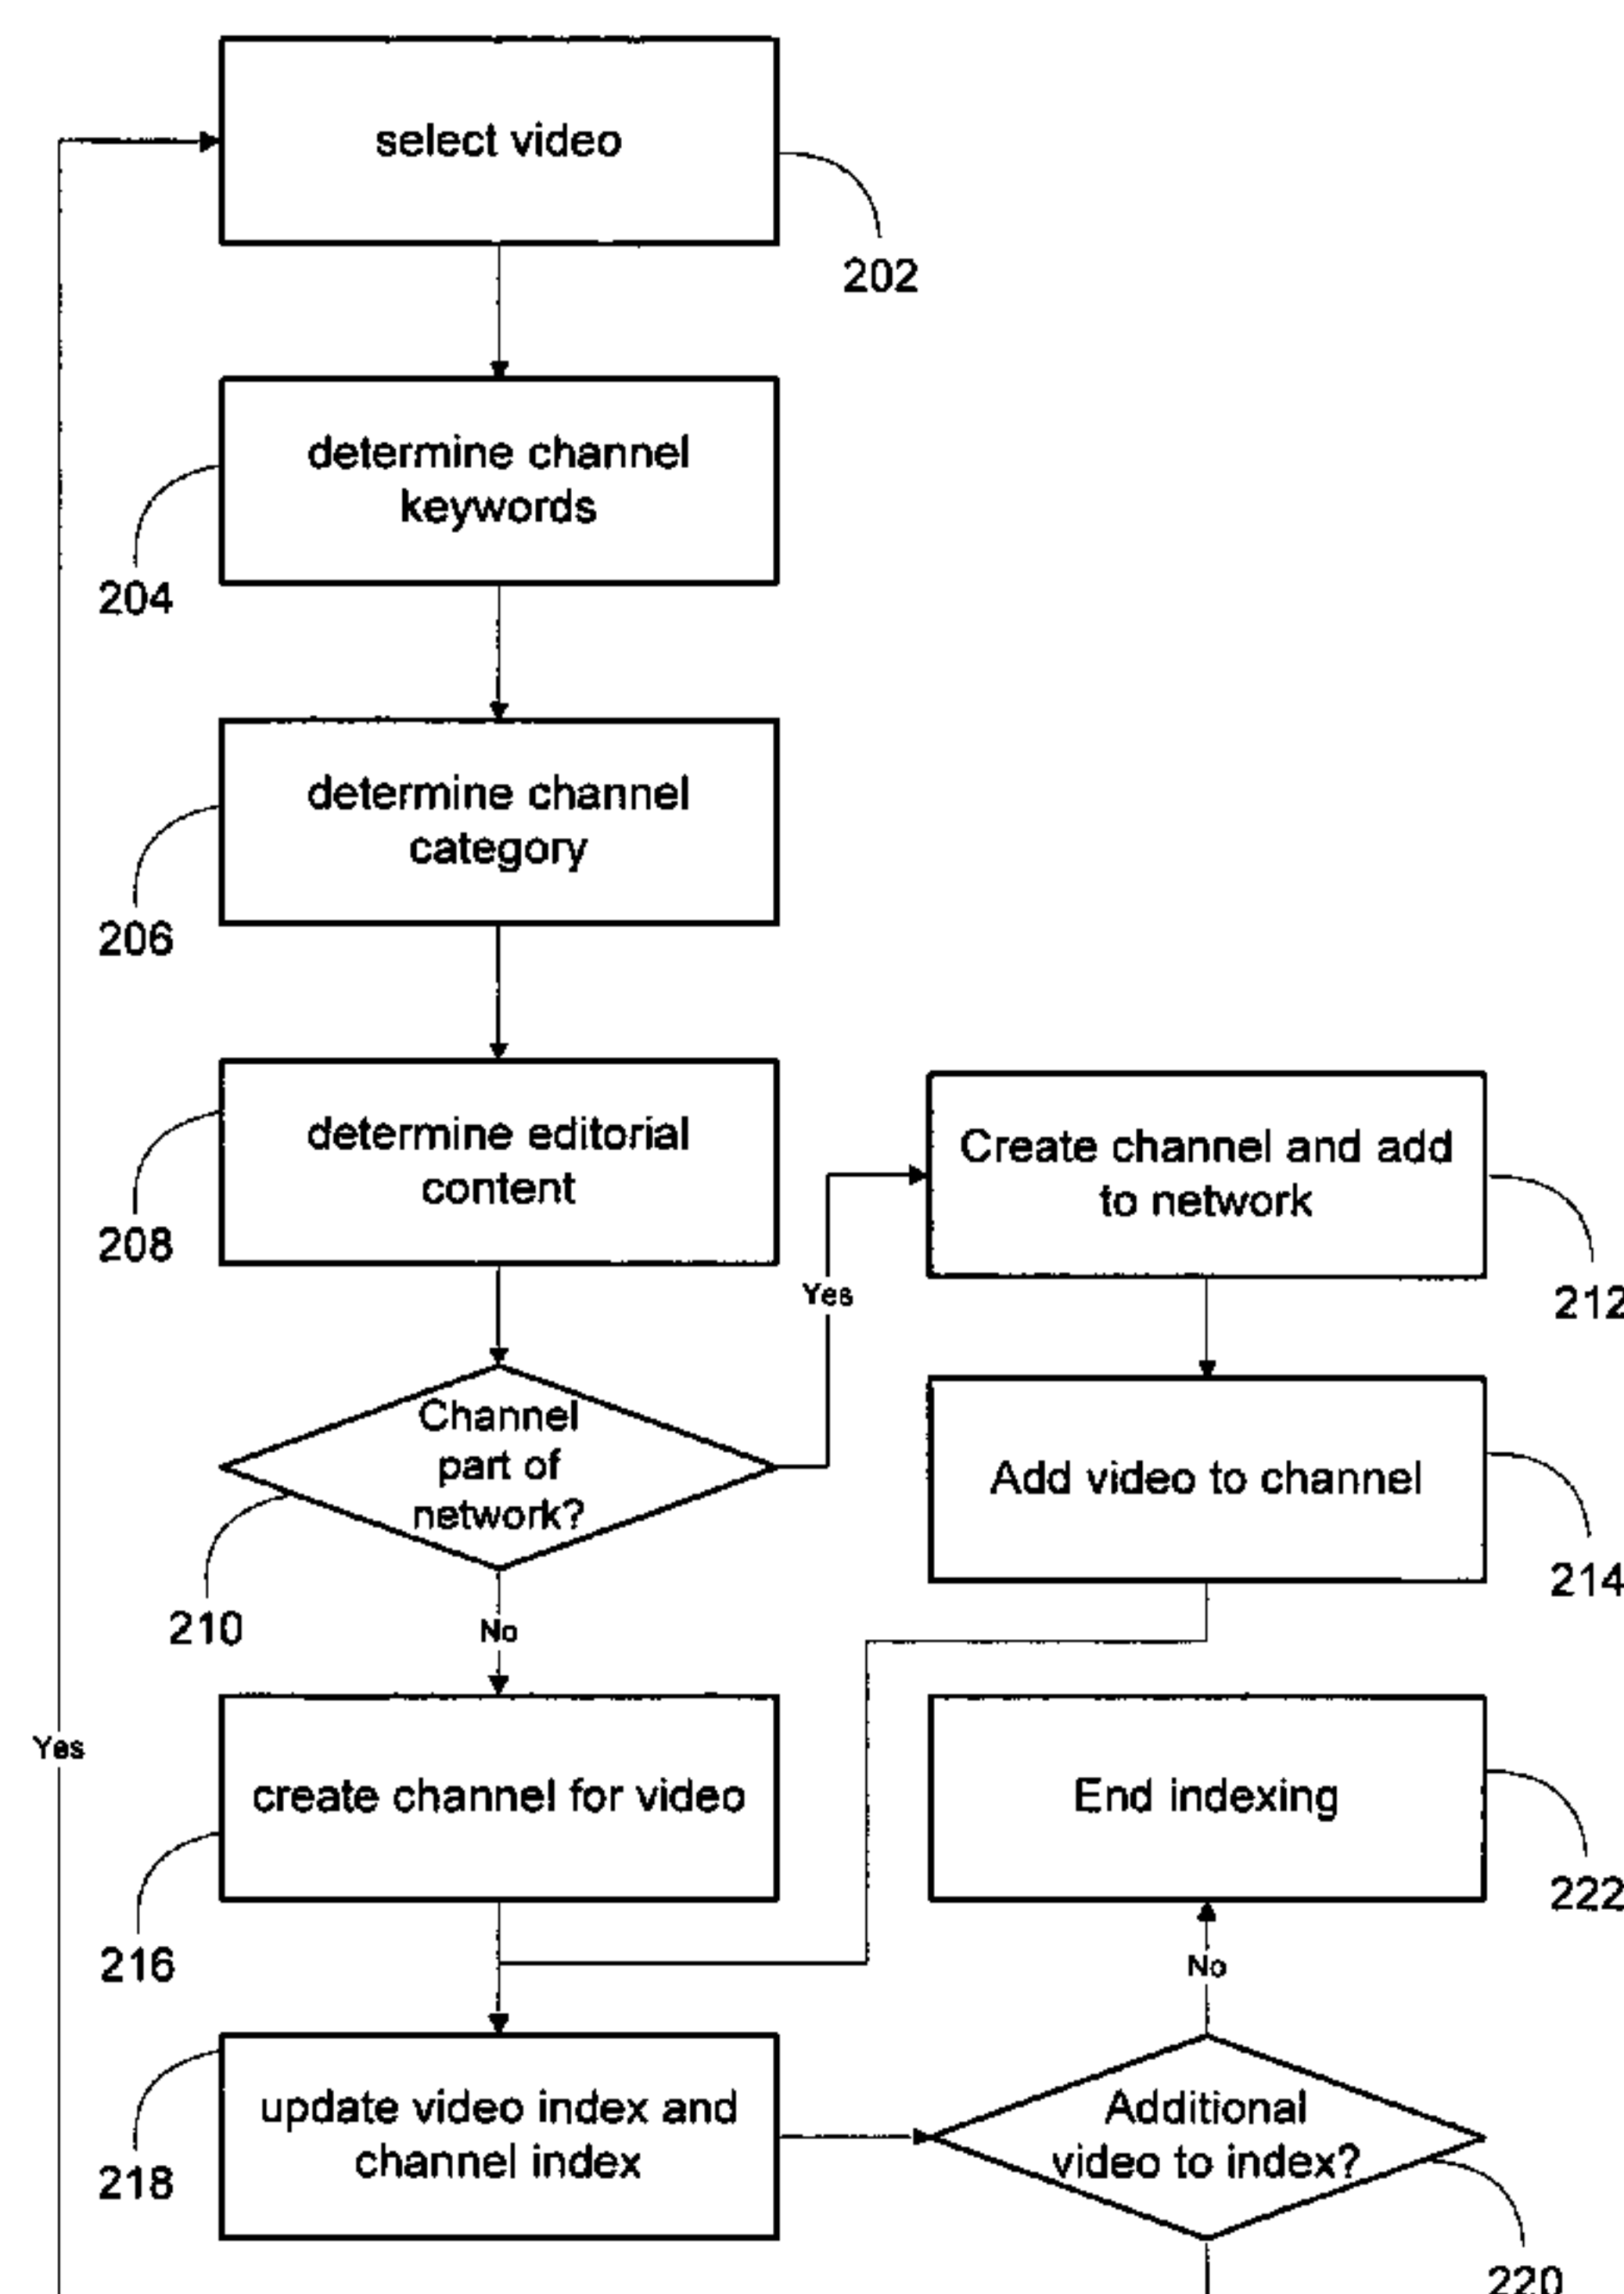 select video
202
determine channel
keywords
204
determine channel
category
206
determine editorial
content
208
Create channel and add
to network
212
Yes
Channel
part of
network?
210
No
Add video to channel
214
Yes
create channel for video
216
End indexing
222
No
update video index and
channel index
218
Additional
video to index?
220